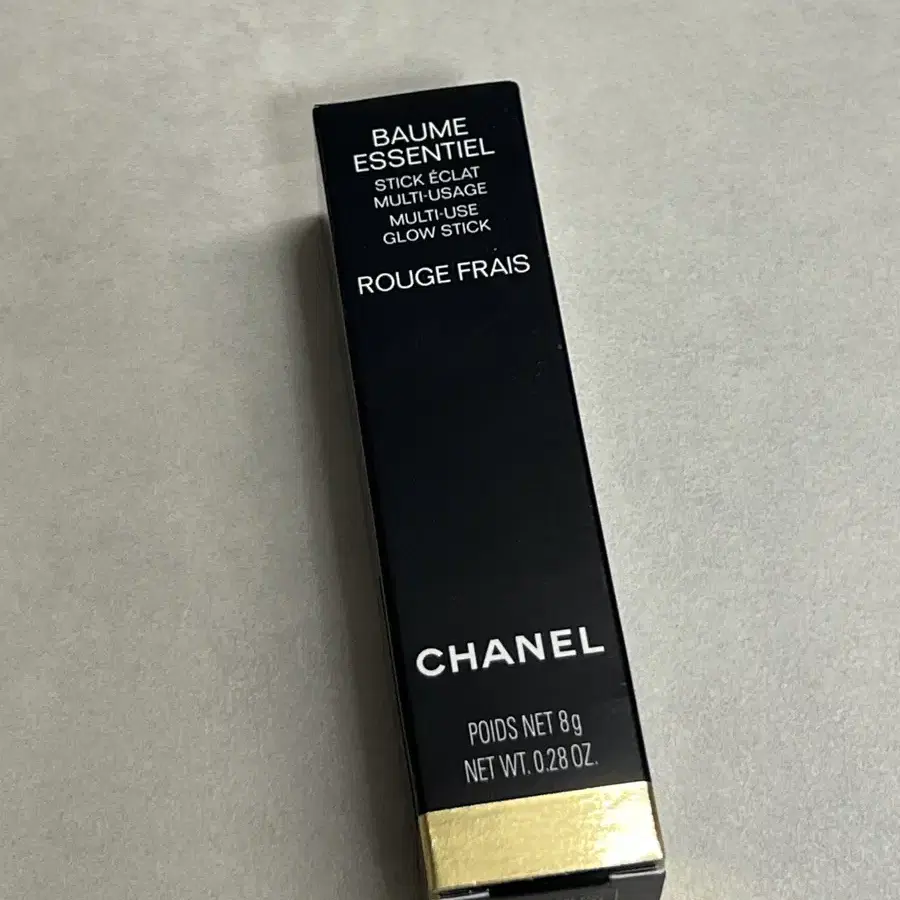 BAUME
ESSENTIEL
STICK ÉCLAT
MULTI-USAGE
MULTI-USE
GLOW STICK
ROUGE FRAIS
CHANEL
POIDS NET 8g
NET WT. 0.28 OZ.